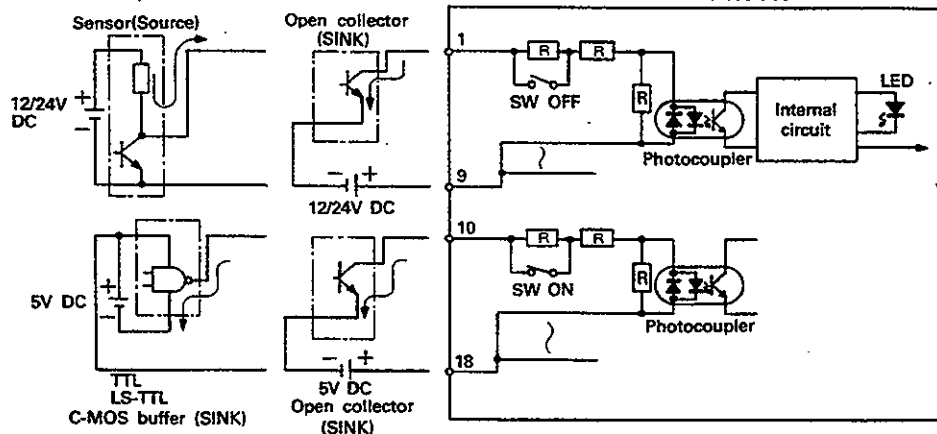 Sensor(Source)
Open collector
(SINK)
1
R
R
LED
+
12/24V
DC
−
SW OFF
R
Internal
circuit
Photocoupler
− +
12/24V DC
9
10
R
R
5V DC
+
−
SW ON
R
Photocoupler
− +
18
5V DC
TTL
LS-TTL
C-MOS buffer (SINK)
Open collector
(SINK)